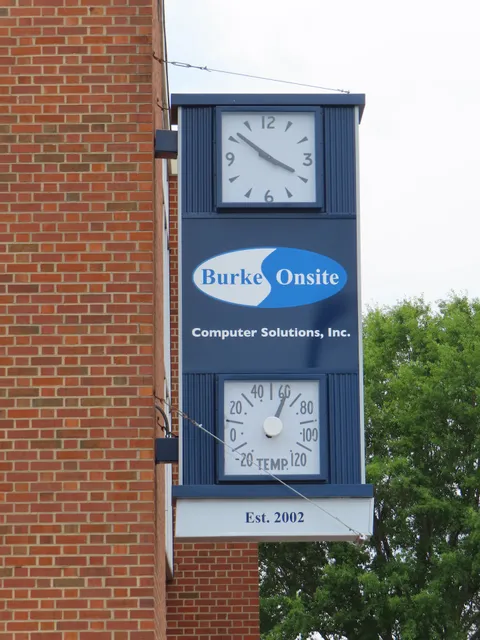 12
9 3
6
Burke Onsite
Computer Solutions, Inc.
40 60
20 80
0 100
-20 TEMP. 120
Est. 2002